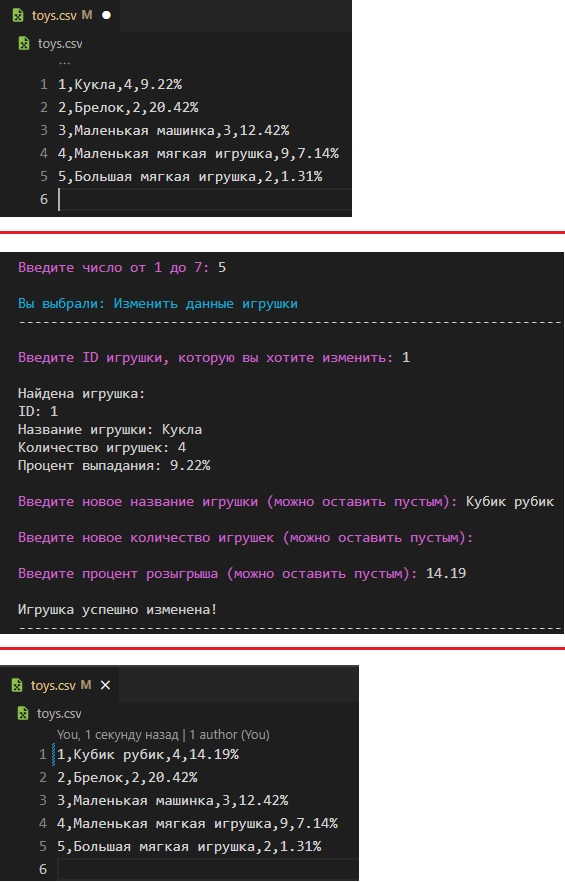 toys.csv M
toys.csv
...
1 1,Кукла,4,9.22%
2 2,Брелок,2,20.42%
3 3,Маленькая машинка,3,12.42%
4 4,Маленькая мягкая игрушка,9,7.14%
5 5,Большая мягкая игрушка,2,1.31%
6
Введите число от 1 до 7: 5
Вы выбрали: Изменить данные игрушки
--------------------------------------------------------------------
Введите ID игрушки, которую вы хотите изменить: 1
Найдена игрушка:
ID: 1
Название игрушки: Кукла
Количество игрушек: 4
Процент выпадания: 9.22%
Введите новое название игрушки (можно оставить пустым): Кубик рубик
Введите новое количество игрушек (можно оставить пустым):
Введите процент розыгрыша (можно оставить пустым): 14.19
Игрушка успешно изменена!
--------------------------------------------------------------------
toys.csv M
toys.csv
You, 1 секунду назад | 1 author (You)
1 1,Кубик рубик,4,14.19%
2 2,Брелок,2,20.42%
3 3,Маленькая машинка,3,12.42%
4 4,Маленькая мягкая игрушка,9,7.14%
5 5,Большая мягкая игрушка,2,1.31%
6